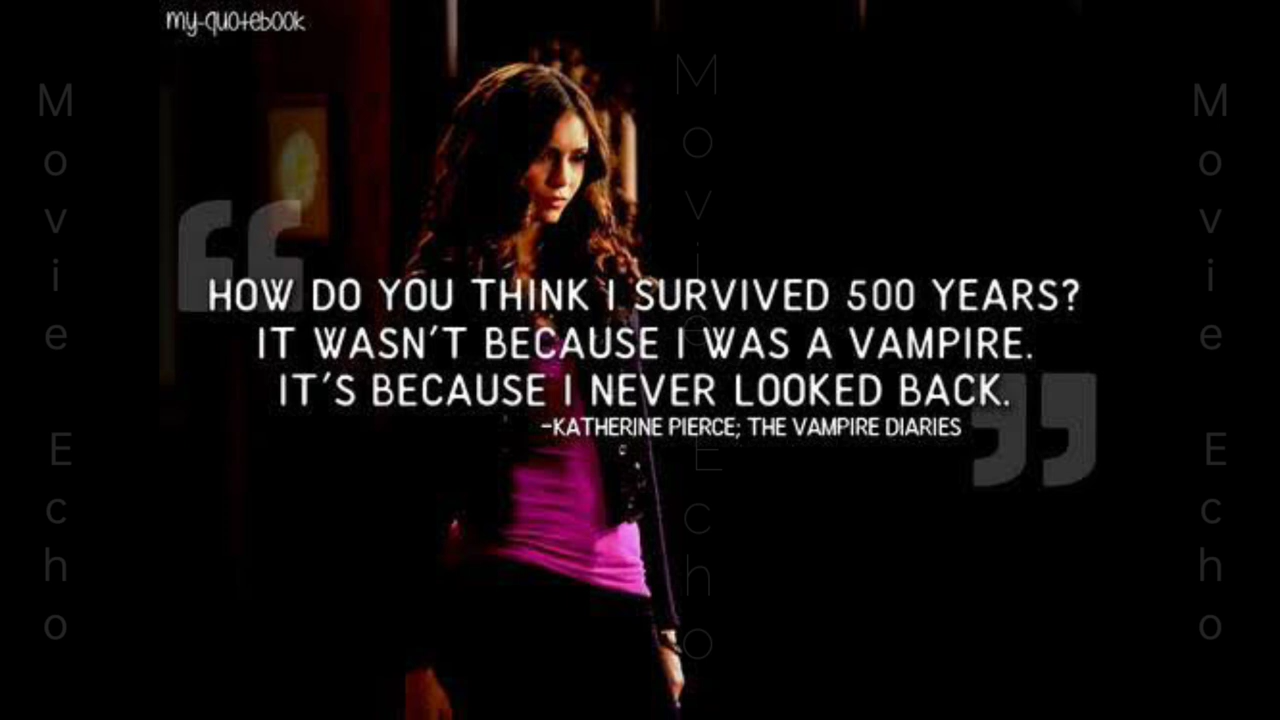 my-quotebook
HOW DO YOU THINK I SURVIVED 500 YEARS?
IT WASN'T BECAUSE I WAS A VAMPIRE.
IT'S BECAUSE I NEVER LOOKED BACK.
-KATHERINE PIERCE; THE VAMPIRE DIARIES
Movie Echo
Movie Echo
Movie Echo